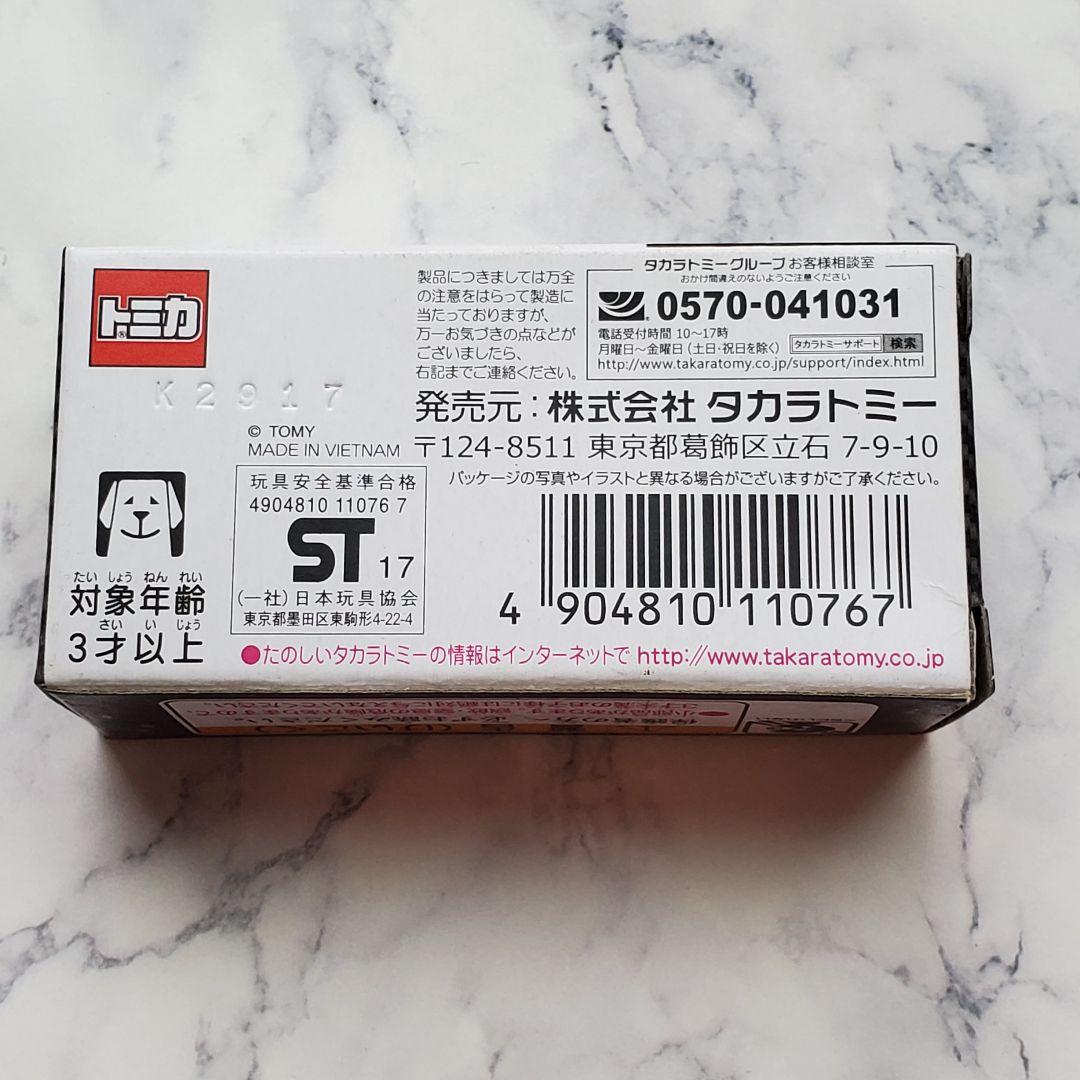 トミカ
®
K2917
© TOMY
MADE IN VIETNAM
製品につきましては万全
の注意をはらって製造に
当たっておりますが、
万一お気づきの点などが
ございましたら、
右記までご連絡ください。
タカラトミーグループ お客様相談室
おかけ間違えのないようご注意ください
0570-041031
電話受付時間 10~17時
月曜日~金曜日 (土日・祝日を除く) タカラトミーサポート 検索
http://www.takaratomy.co.jp/support/index.html
発売元:株式会社 タカラトミー
〒124-8511 東京都葛飾区立石 7-9-10
パッケージの写真やイラストと異なる場合がございますがご了承ください。
たいしょうねんれい
対象年齢
さいいじょう
3才以上
玩具安全基準合格
4904810 11076 7
ST 17
(一社)日本玩具協会
東京都墨田区東駒形4-22-4
4 904810 110767
●たのしいタカラトミーの情報はインターネットで http://www.takaratomy.co.jp